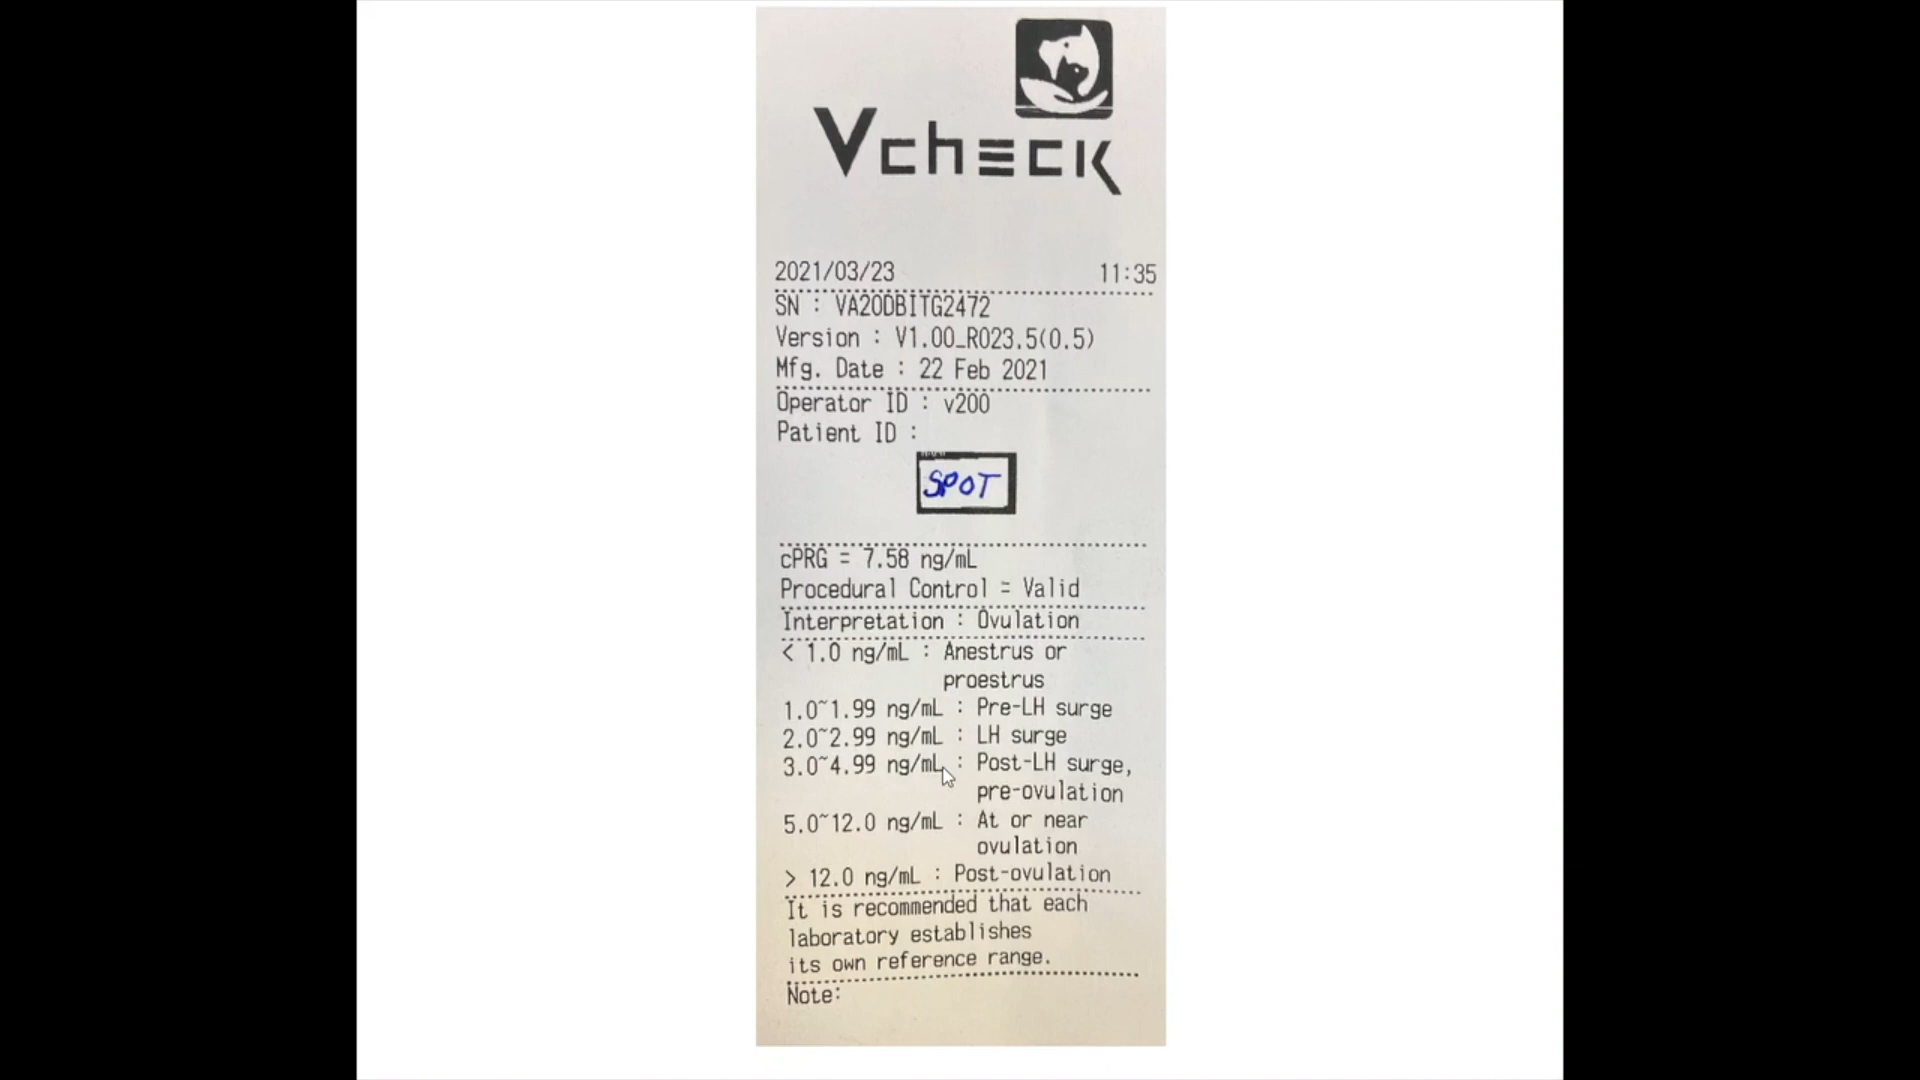 Vcheck
2021/03/23 11:35
SN : VA20DBITG2472
Version : V1.00_R023.5(0.5)
Mfg. Date : 22 Feb 2021
Operator ID : v200
Patient ID :
SPOT
cPRG = 7.58 ng/mL
Procedural Control = Valid
Interpretation : Ovulation
< 1.0 ng/mL : Anestrus or
proestrus
1.0~1.99 ng/mL : Pre-LH surge
2.0~2.99 ng/mL : LH surge
3.0~4.99 ng/mL : Post-LH surge,
pre-ovulation
5.0~12.0 ng/mL : At or near
ovulation
> 12.0 ng/mL : Post-ovulation
It is recommended that each
laboratory establishes
its own reference range.
Note: